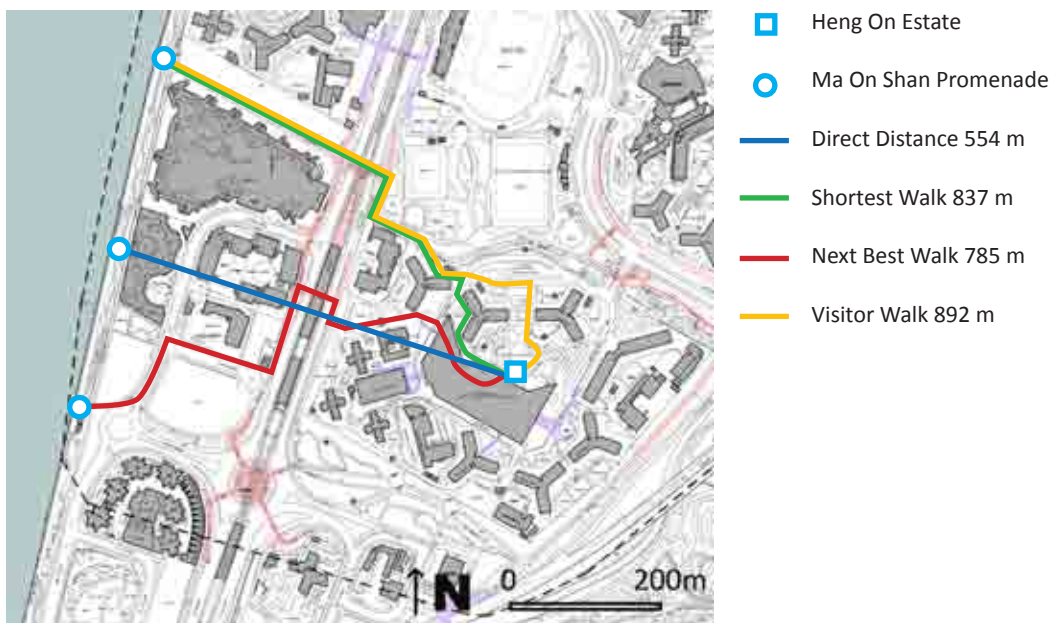 Heng On Estate
Ma On Shan Promenade
Direct Distance 554 m
Shortest Walk 837 m
Next Best Walk 785 m
Visitor Walk 892 m
N 0 200m